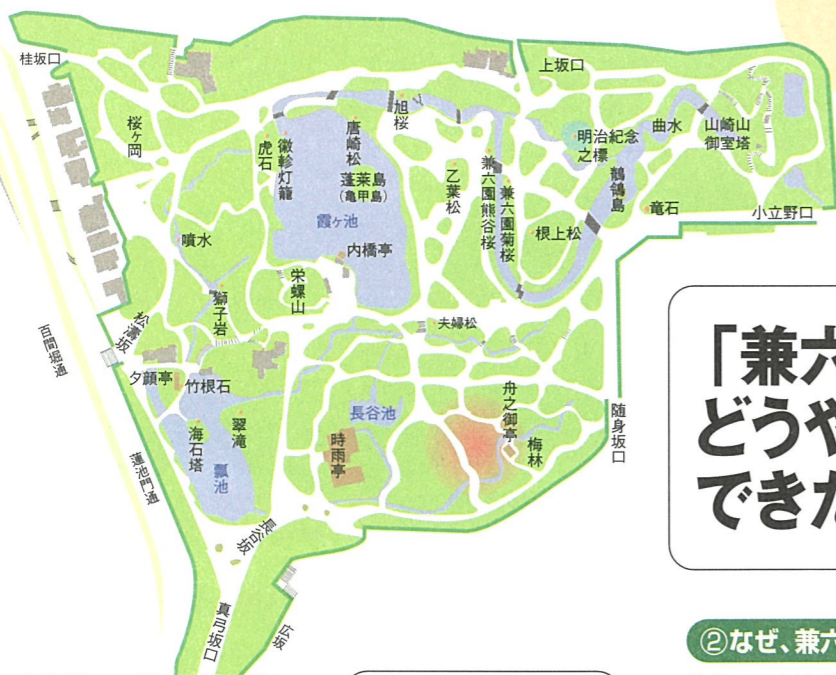 桂坂口
上坂口
桜ヶ岡
虎石
徽軫灯籠
唐崎松
旭桜
蓬莱島
(亀甲島)
霞ヶ池
内橋亭
乙葉松
兼六園熊谷桜
兼六園菊桜
明治紀念
之標
曲水
山崎山
御室塔
鶺鴒島
竜石
小立野口
根上松
噴水
獅子岩
栄螺山
夫婦松
松濤坂
百間堀通
夕顔亭
竹根石
海石塔
翠滝
瓢池
長谷池
時雨亭
舟之御亭
梅林
随身坂口
蓮池門通
長谷坂
真弓坂口
広坂
「兼六
どうや
できた
②なぜ、兼六